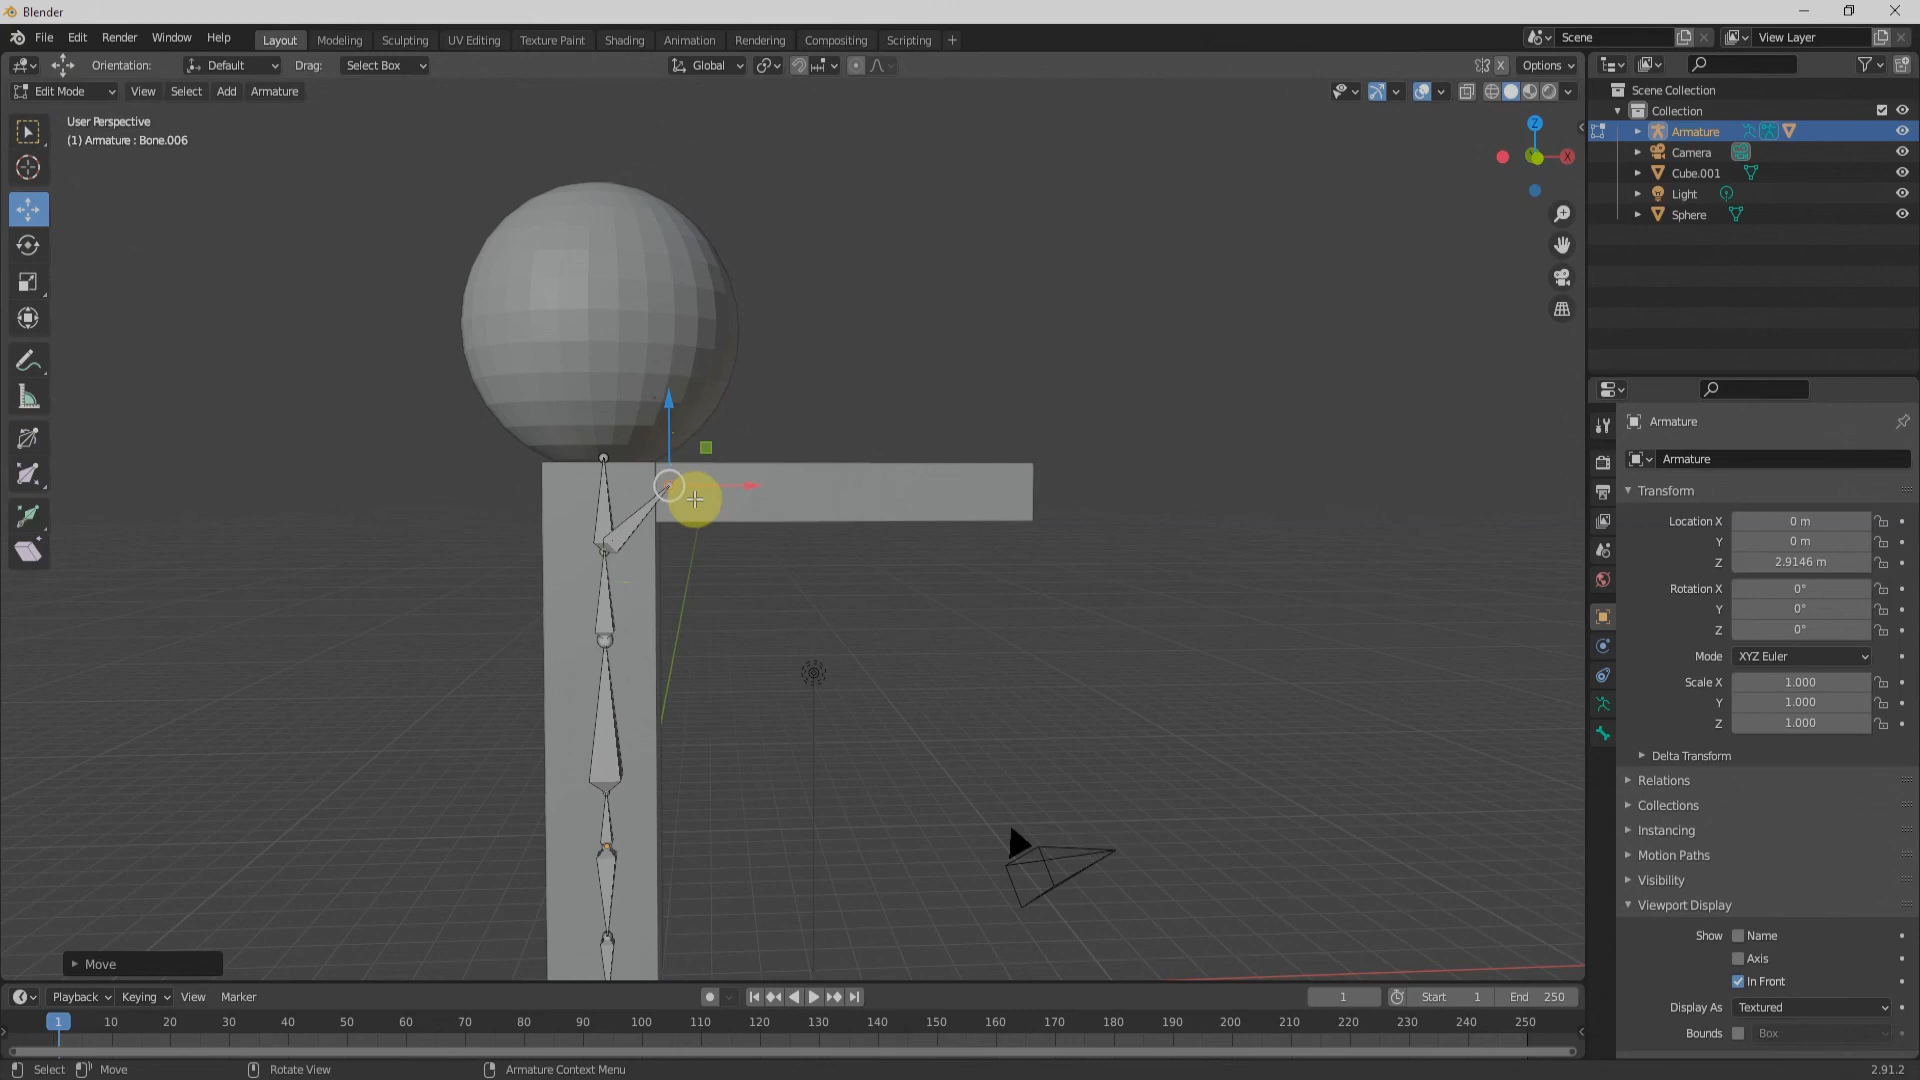 Blender
File Edit Render Window Help Layout Modeling Sculpting UV Editing Texture Paint Shading Animation Rendering Compositing Scripting Scene View Layer
Orientation: Default Drag: Select Box Global X Options
Edit Mode View Select Add Armature
User Perspective
(1) Armature : Bone.006
Z
X
Scene Collection
Collection
Armature
Camera
Cube.001
Light
Sphere
Armature
Armature
Transform
Location X 0 m
Y 0 m
Z 2.9146 m
Rotation X 0°
Y 0°
Z 0°
Mode XYZ Euler
Scale X 1.000
Y 1.000
Z 1.000
Delta Transform
Relations
Collections
Instancing
Motion Paths
Visibility
Viewport Display
Show Name
Axis
In Front
Display As Textured
Bounds Box
Move
Playback Keying View Marker 1 Start 1 End 250
1 10 20 30 40 50 60 70 80 90 100 110 120 130 140 150 160 170 180 190 200 210 220 230 240 250
Select Move Rotate View Armature Context Menu 2.91.2